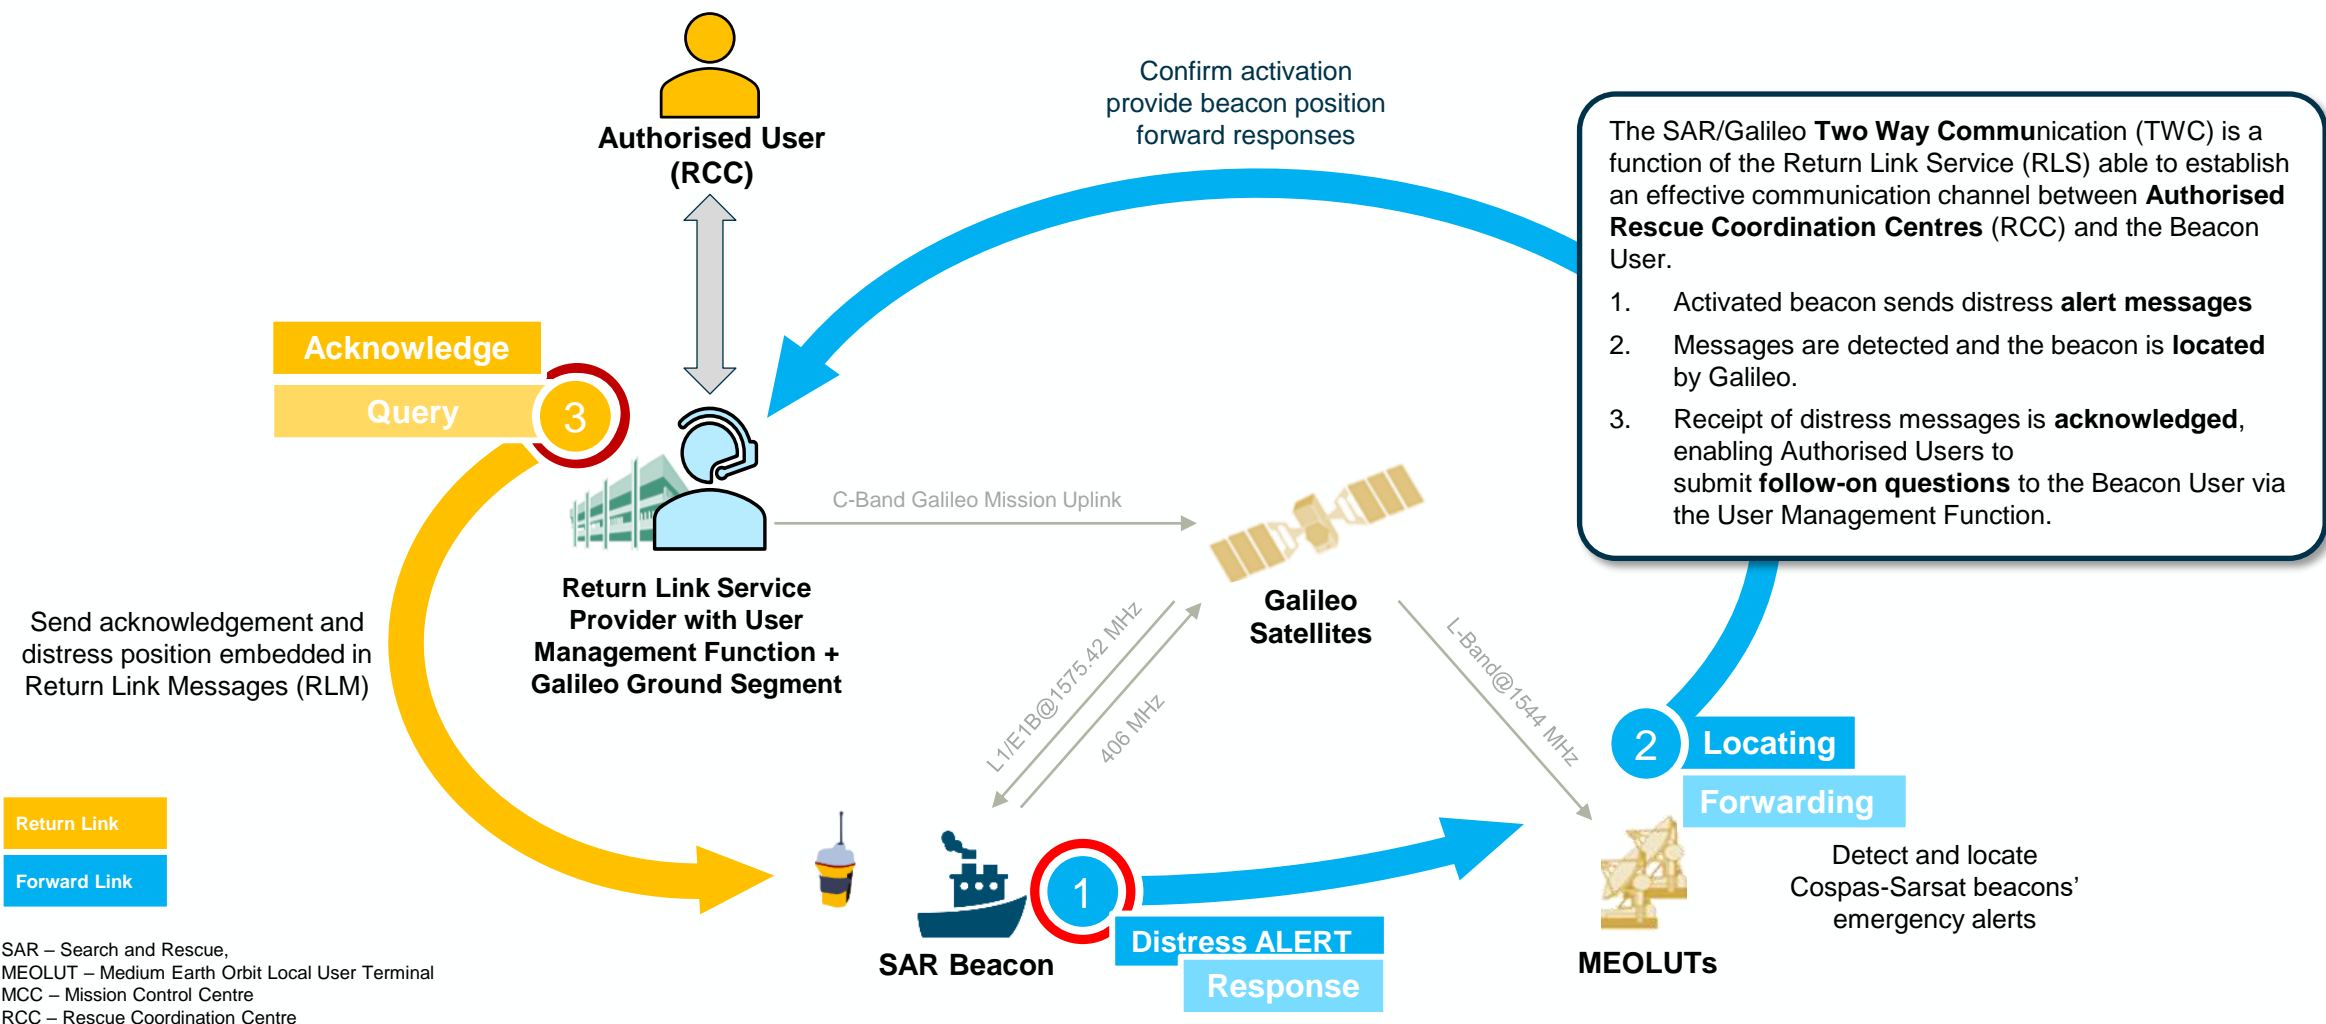 Authorised User
(RCC)
Confirm activation
provide beacon position
forward responses
The SAR/Galileo Two Way Communication (TWC) is a
function of the Return Link Service (RLS) able to establish
an effective communication channel between Authorised
Rescue Coordination Centres (RCC) and the Beacon
User.
1. Activated beacon sends distress alert messages
2. Messages are detected and the beacon is located
by Galileo.
3. Receipt of distress messages is acknowledged,
enabling Authorised Users to
submit follow-on questions to the Beacon User via
the User Management Function.
Acknowledge
Query
3
C-Band Galileo Mission Uplink
Return Link Service
Provider with User
Management Function +
Galileo Ground Segment
Galileo
Satellites
Send acknowledgement and
distress position embedded in
Return Link Messages (RLM)
L1/E1B@1575.42 MHz
406 MHz
L-Band@1544 MHz
2
Locating
Forwarding
Detect and locate
Cospas-Sarsat beacons’
emergency alerts
MEOLUTs
Return Link
Forward Link
1
Distress ALERT
Response
SAR Beacon
SAR – Search and Rescue,
MEOLUT – Medium Earth Orbit Local User Terminal
MCC – Mission Control Centre
RCC – Rescue Coordination Centre